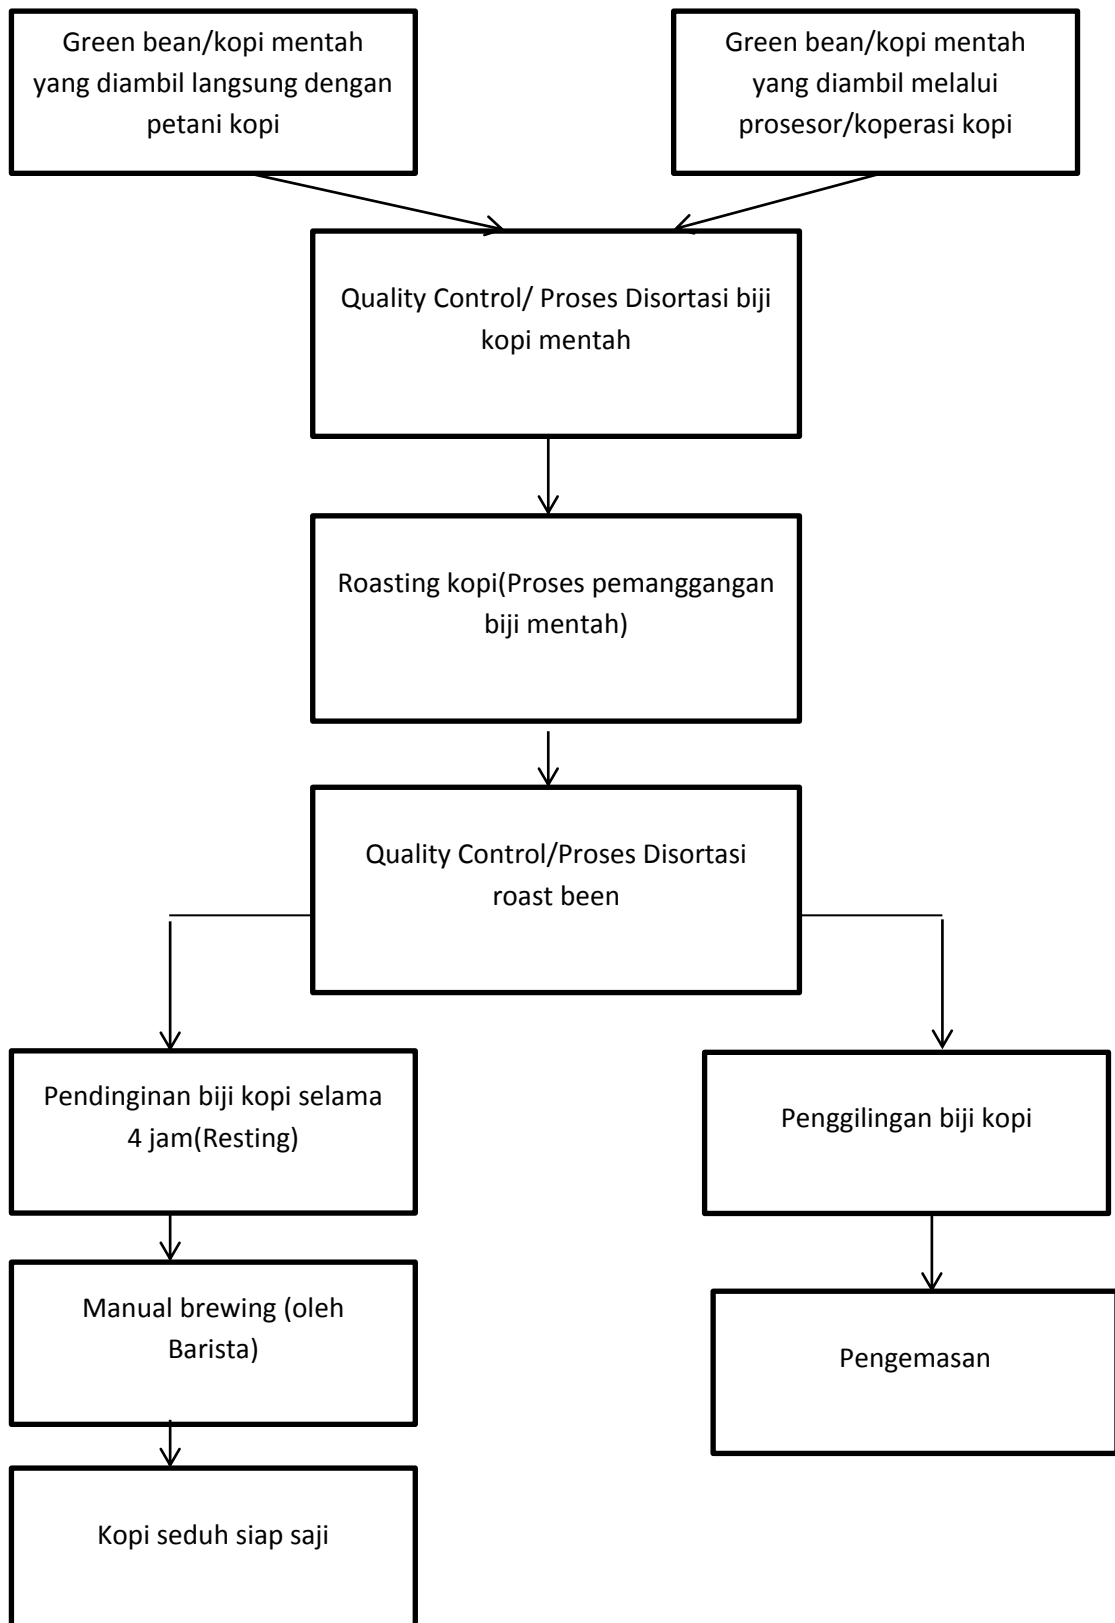 Green bean/kopi mentah
yang diambil langsung dengan
petani kopi
Green bean/kopi mentah
yang diambil melalui
prosesor/koperasi kopi
Quality Control/ Proses Disortasi biji
kopi mentah
Roasting kopi(Proses pemanggangan
biji mentah)
Quality Control/Proses Disortasi
roast been
Pendinginan biji kopi selama
4 jam(Resting)
Penggilingan biji kopi
Manual brewing (oleh
Barista)
Pengemasan
Kopi seduh siap saji